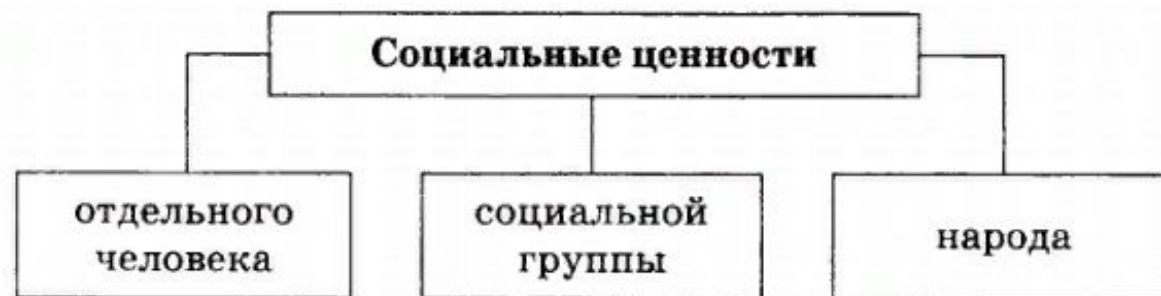 Социальные ценности
отдельного
человека
социальной
группы
народа